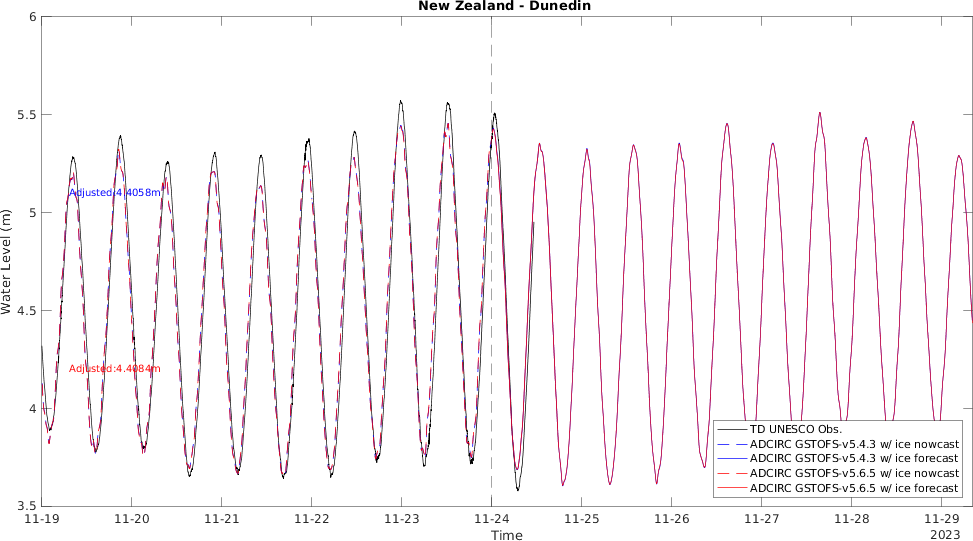 New Zealand - Dunedin
6
5.5
5
4.5
4
3.5
Water Level (m)
Adjusted:4.4058m
Adjusted:4.4084m
TD UNESCO Obs.
ADCIRC GSTOFS-v5.4.3 w/ ice nowcast
ADCIRC GSTOFS-v5.4.3 w/ ice forecast
ADCIRC GSTOFS-v5.6.5 w/ ice nowcast
ADCIRC GSTOFS-v5.6.5 w/ ice forecast
11-19 11-20 11-21 11-22 11-23 11-24 11-25 11-26 11-27 11-28 11-29
2023
Time